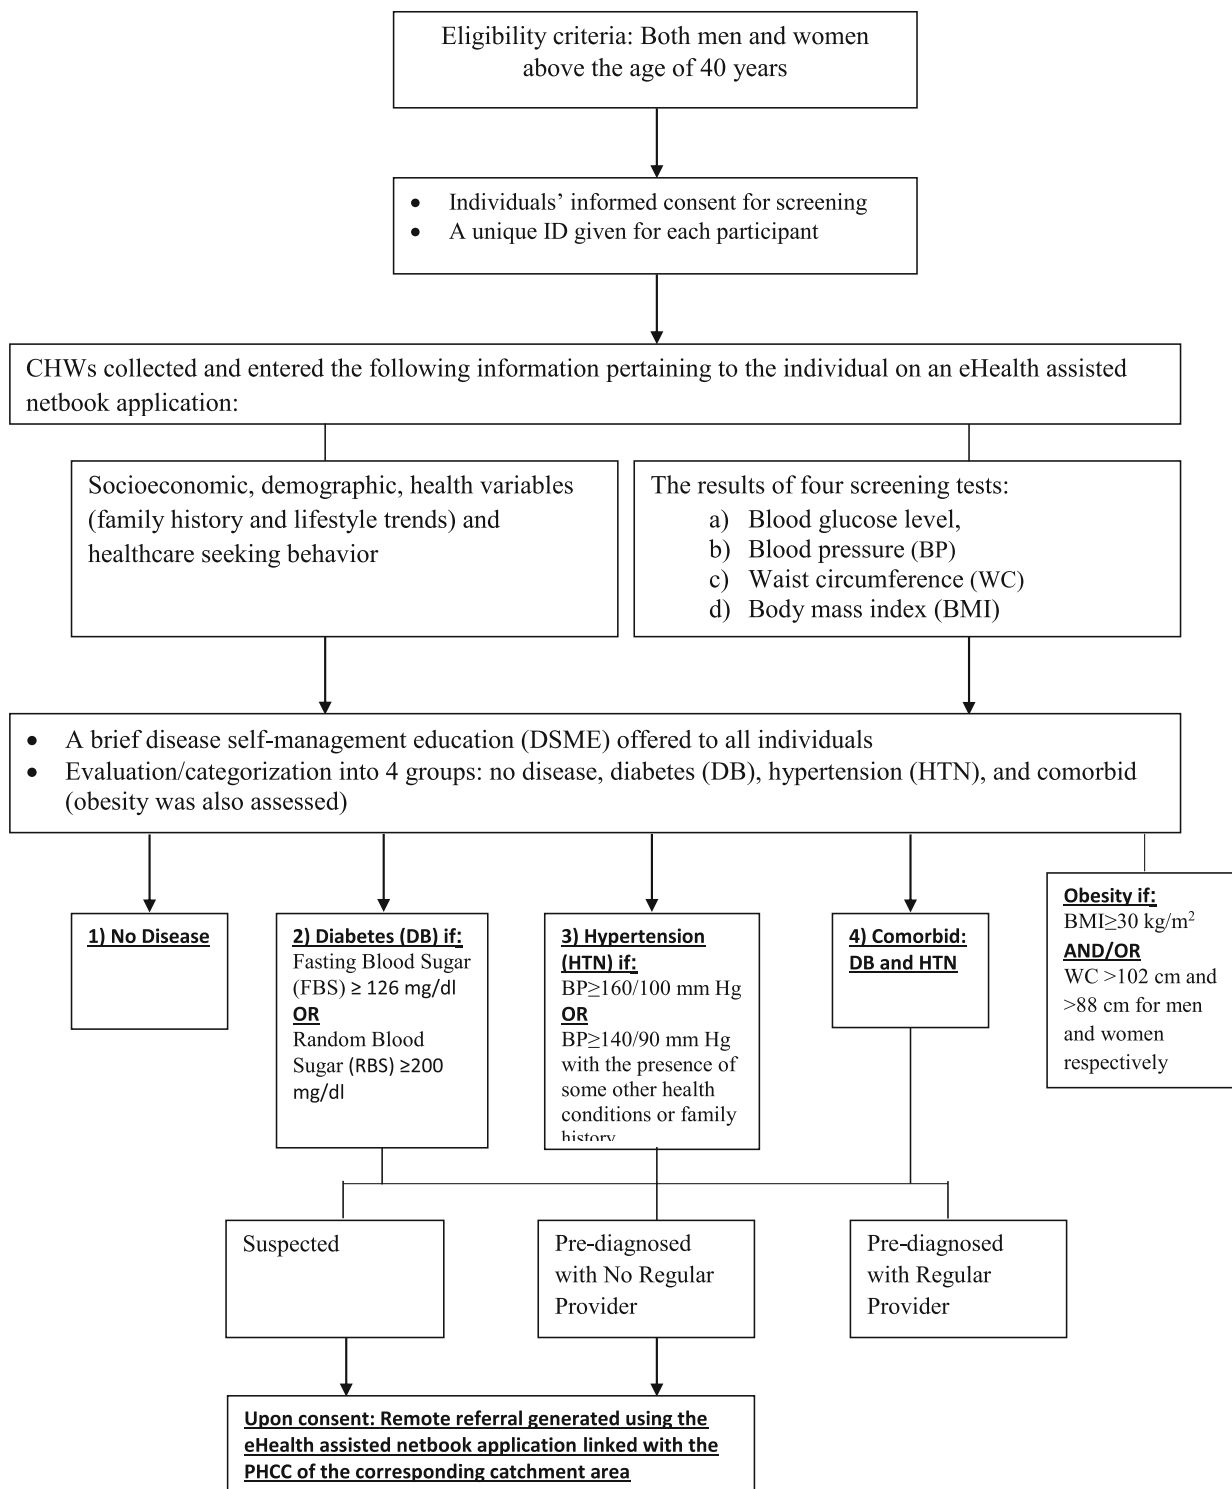 Eligibility criteria: Both men and women
above the age of 40 years
• Individuals’ informed consent for screening
• A unique ID given for each participant
CHWs collected and entered the following information pertaining to the individual on an eHealth assisted
netbook application:
Socioeconomic, demographic, health variables
(family history and lifestyle trends) and
healthcare seeking behavior
The results of four screening tests:
a) Blood glucose level,
b) Blood pressure (BP)
c) Waist circumference (WC)
d) Body mass index (BMI)
• A brief disease self-management education (DSME) offered to all individuals
• Evaluation/categorization into 4 groups: no disease, diabetes (DB), hypertension (HTN), and comorbid
(obesity was also assessed)
1) No Disease
2) Diabetes (DB) if:
Fasting Blood Sugar
(FBS) ≥ 126 mg/dl
OR
Random Blood
Sugar (RBS) ≥200
mg/dl
3) Hypertension
(HTN) if:
BP≥160/100 mm Hg
OR
BP≥140/90 mm Hg
with the presence of
some other health
conditions or family
history
4) Comorbid:
DB and HTN
Obesity if:
BMI≥30 kg/m²
AND/OR
WC >102 cm and
>88 cm for men
and women
respectively
Suspected
Pre-diagnosed
with No Regular
Provider
Pre-diagnosed
with Regular
Provider
Upon consent: Remote referral generated using the
eHealth assisted netbook application linked with the
PHCC of the corresponding catchment area